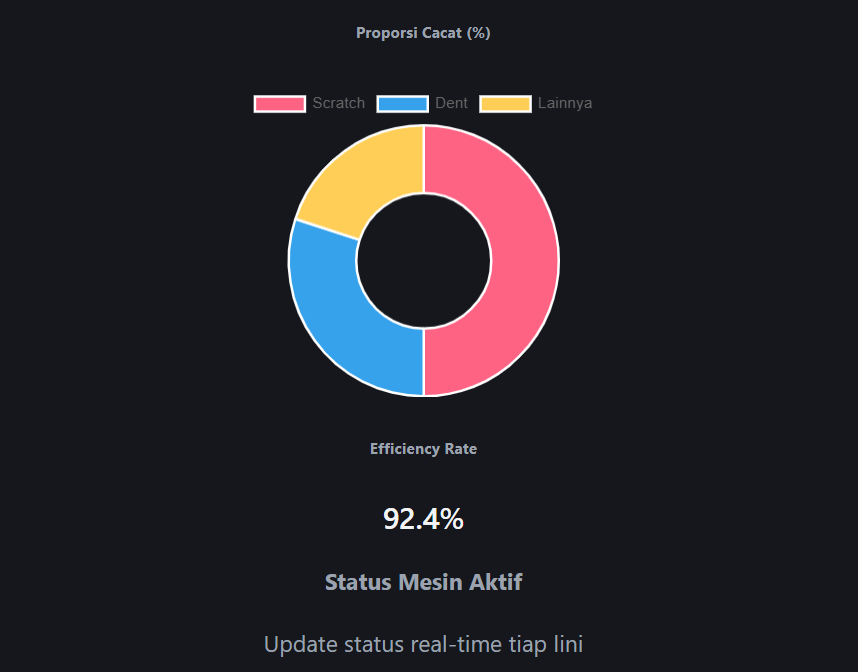 Proporsi Cacat (%)
Scratch Dent Lainnya
Efficiency Rate
92.4%
Status Mesin Aktif
Update status real-time tiap lini